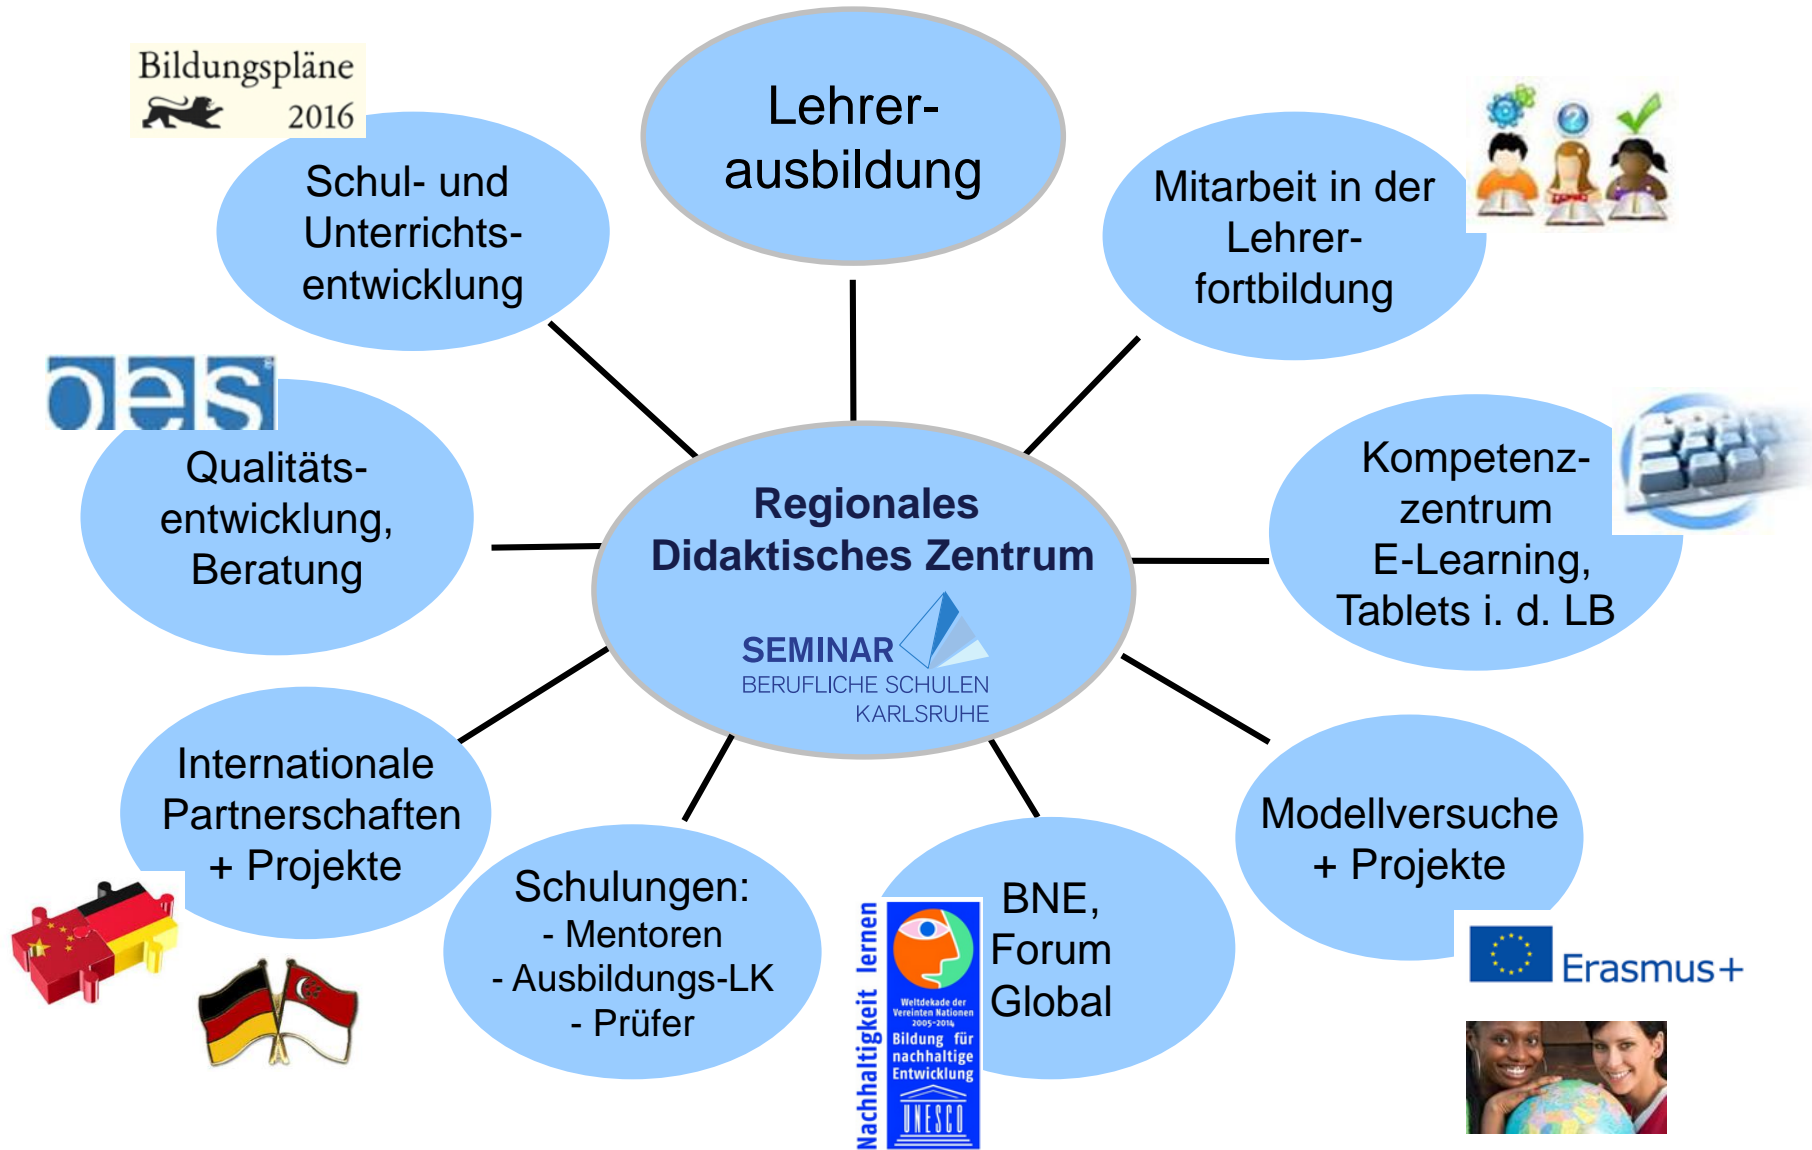 Bildungspläne
2016
Lehrer-
ausbildung
Schul- und
Unterrichts-
entwicklung
Mitarbeit in der
Lehrer-
fortbildung
oes
Qualitäts-
entwicklung,
Beratung
Kompetenz-
zentrum
E-Learning,
Tablets i. d. LB
Regionales
Didaktisches Zentrum
SEMINAR
BERUFLICHE SCHULEN
KARLSRUHE
Internationale
Partnerschaften
+ Projekte
Modellversuche
+ Projekte
Schulungen:
- Mentoren
- Ausbildungs-LK
- Prüfer
BNE,
Forum
Global
Nachhaltigkeit lernen
Weltdekade der
Vereinten Nationen
2005-2014
Bildung für
nachhaltige
Entwicklung
UNESCO
Erasmus+